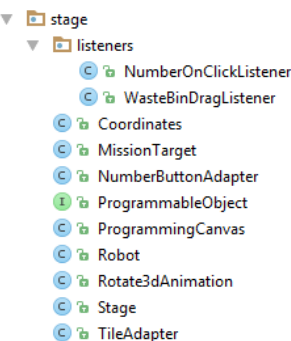 stage
listeners
C NumberOnClickListener
C WasteBinDragListener
C Coordinates
C MissionTarget
C NumberButtonAdapter
I ProgrammableObject
C ProgrammingCanvas
C Robot
C Rotate3dAnimation
C Stage
C TileAdapter